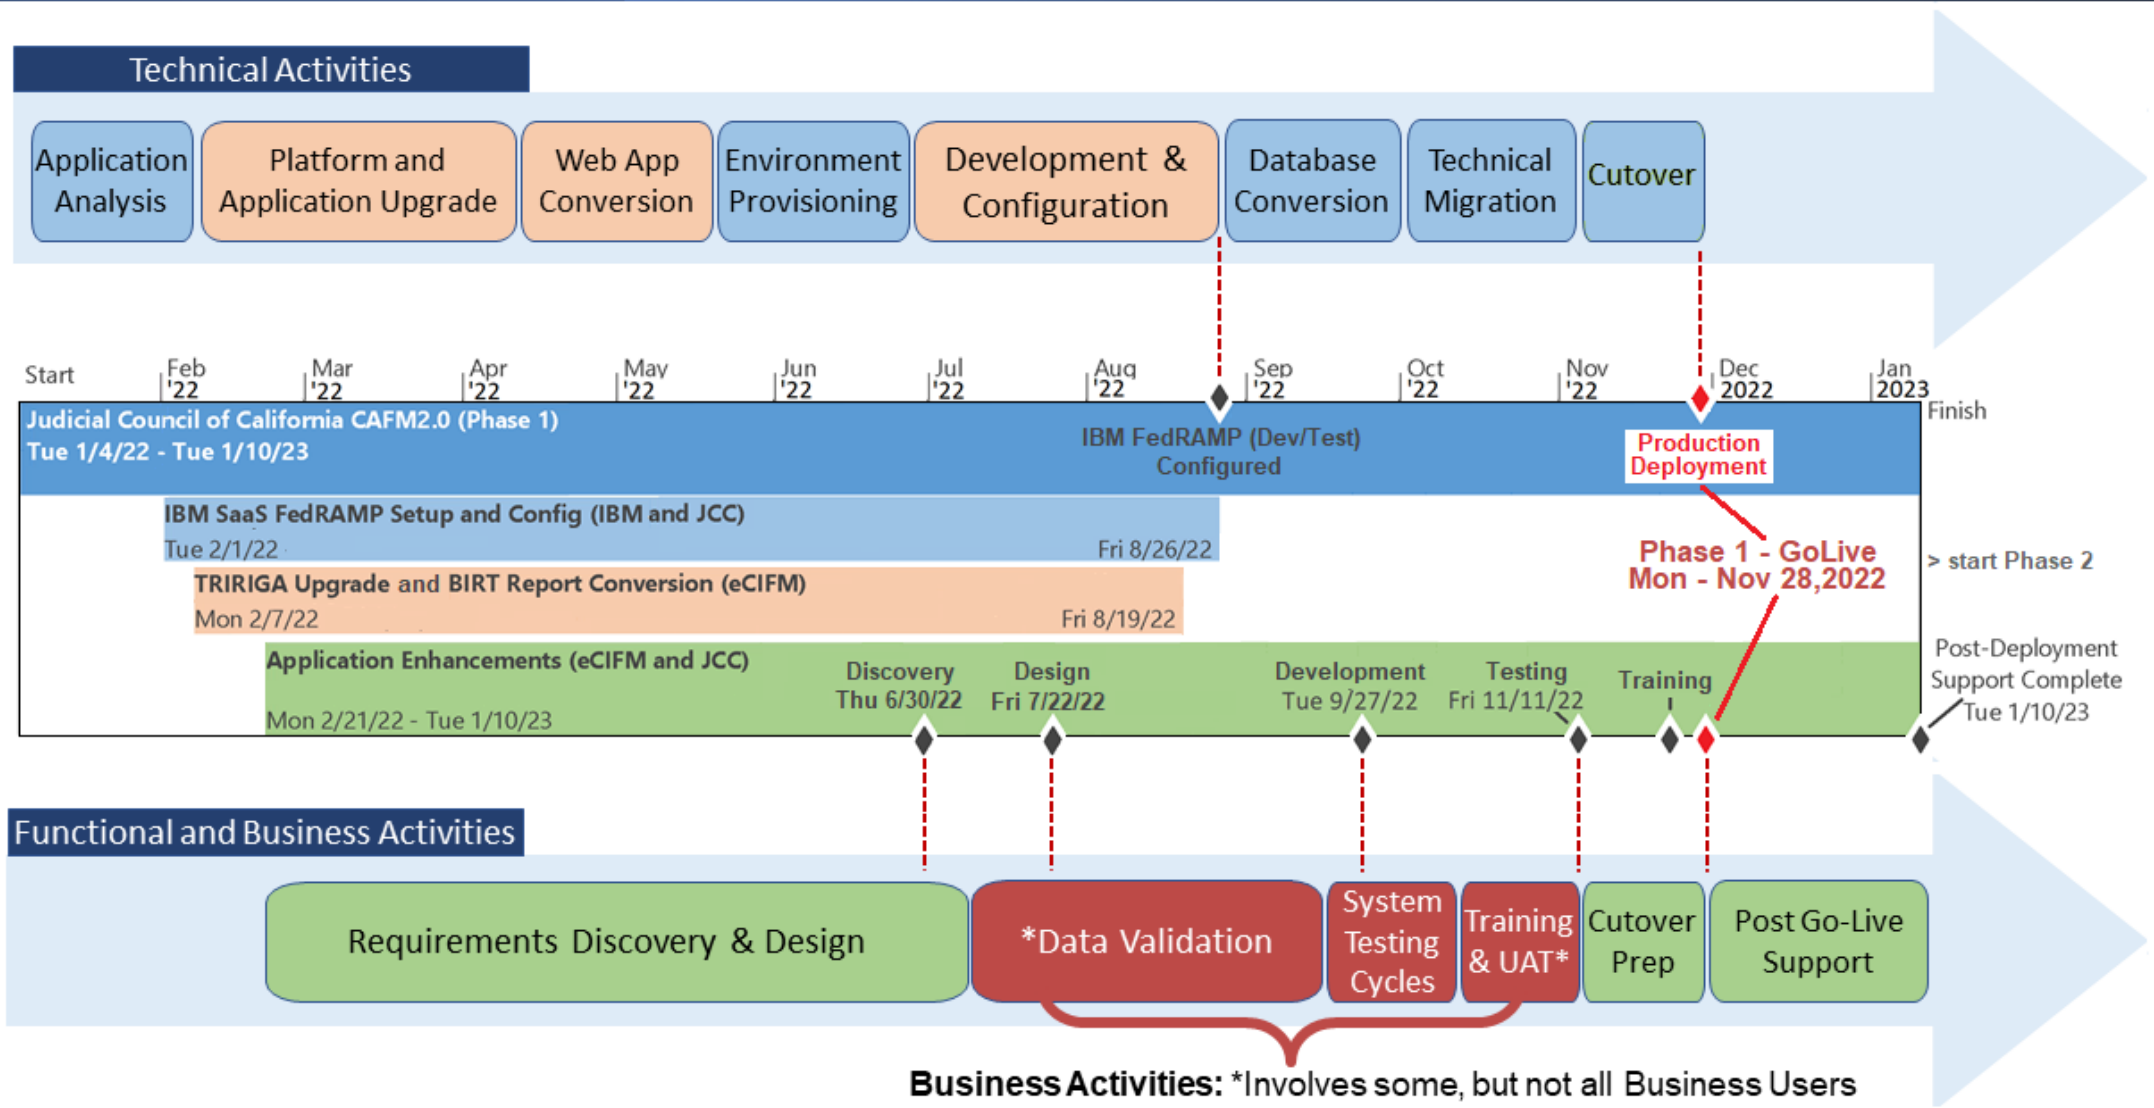 Technical Activities
Application
Analysis
Platform and
Application Upgrade
Web App
Conversion
Environment
Provisioning
Development &
Configuration
Database
Conversion
Technical
Migration
Cutover
Start
Feb
'22
Mar
'22
Apr
'22
May
'22
Jun
'22
Jul
'22
Aug
'22
Sep
'22
Oct
'22
Nov
'22
Dec
2022
Jan
2023
Finish
Judicial Council of California CAFM2.0 (Phase 1)
Tue 1/4/22 - Tue 1/10/23
IBM FedRAMP (Dev/Test)
Configured
Production
Deployment
IBM SaaS FedRAMP Setup and Config (IBM and JCC)
Tue 2/1/22
Fri 8/26/22
Phase 1 - GoLive
Mon - Nov 28,2022
> start Phase 2
TRIRIGA Upgrade and BIRT Report Conversion (eCIFM)
Mon 2/7/22
Fri 8/19/22
Application Enhancements (eCIFM and JCC)
Mon 2/21/22 - Tue 1/10/23
Discovery
Thu 6/30/22
Design
Fri 7/22/22
Development
Tue 9/27/22
Testing
Fri 11/11/22
Training
Post-Deployment
Support Complete
Tue 1/10/23
Functional and Business Activities
Requirements Discovery & Design
*Data Validation
System
Testing
Cycles
Training
& UAT*
Cutover
Prep
Post Go-Live
Support
Business Activities: *Involves some, but not all Business Users